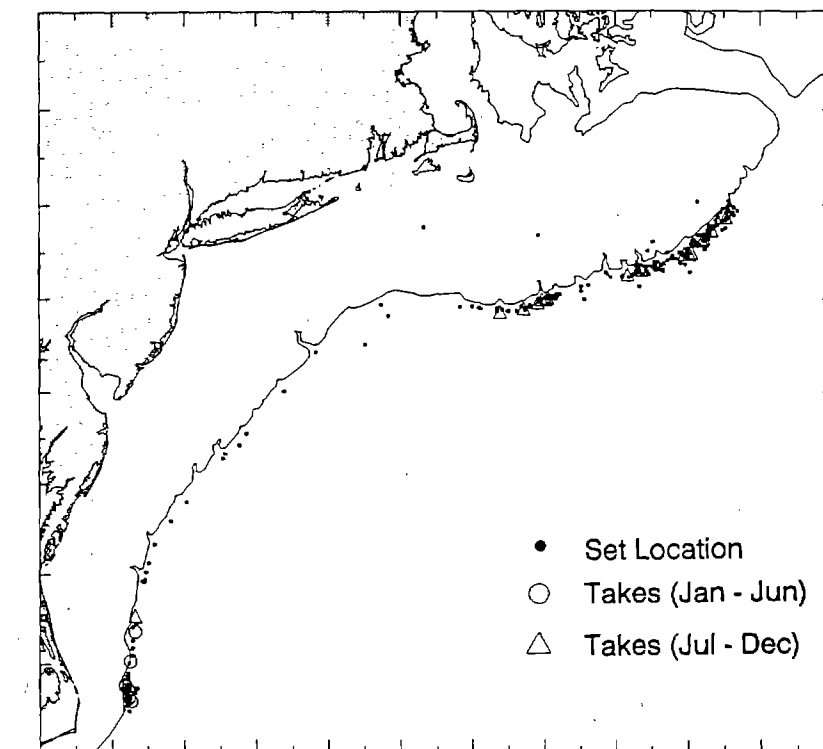 Set Location
Takes (Jan - Jun)
Takes (Jul - Dec)